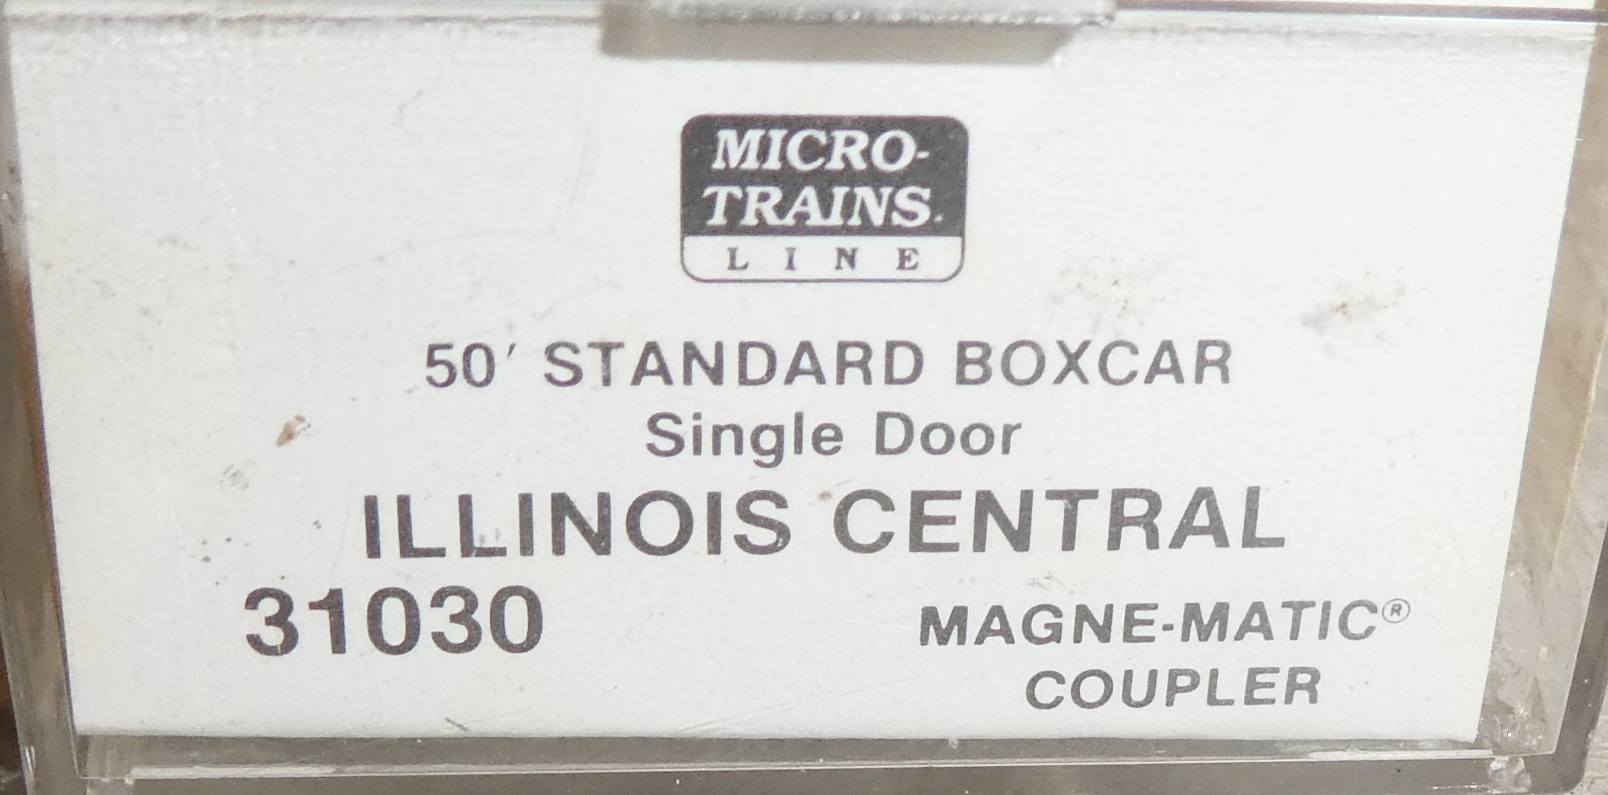 MICRO-
TRAINS.
LINE
50' STANDARD BOXCAR
Single Door
ILLINOIS CENTRAL
31030
MAGNE-MATIC®
COUPLER